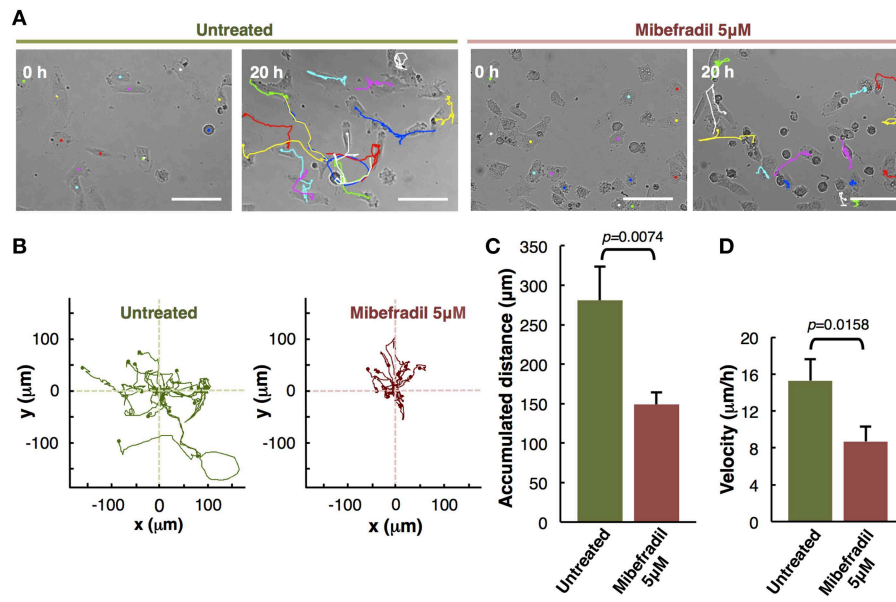 A
Untreated
Mibefradil 5µM
0 h
20 h
0 h
20 h
B
Untreated
Mibefradil 5µM
y (µm)
100
0
-100
-100
0
100
x (µm)
y (µm)
100
0
-100
-100
0
100
x (µm)
C
p=0.0074
Accumulated distance (µm)
350
300
250
200
150
100
50
0
Untreated
Mibefradil
5µM
D
p=0.0158
Velocity (µm/h)
20
16
12
8
4
0
Untreated
Mibefradil
5µM